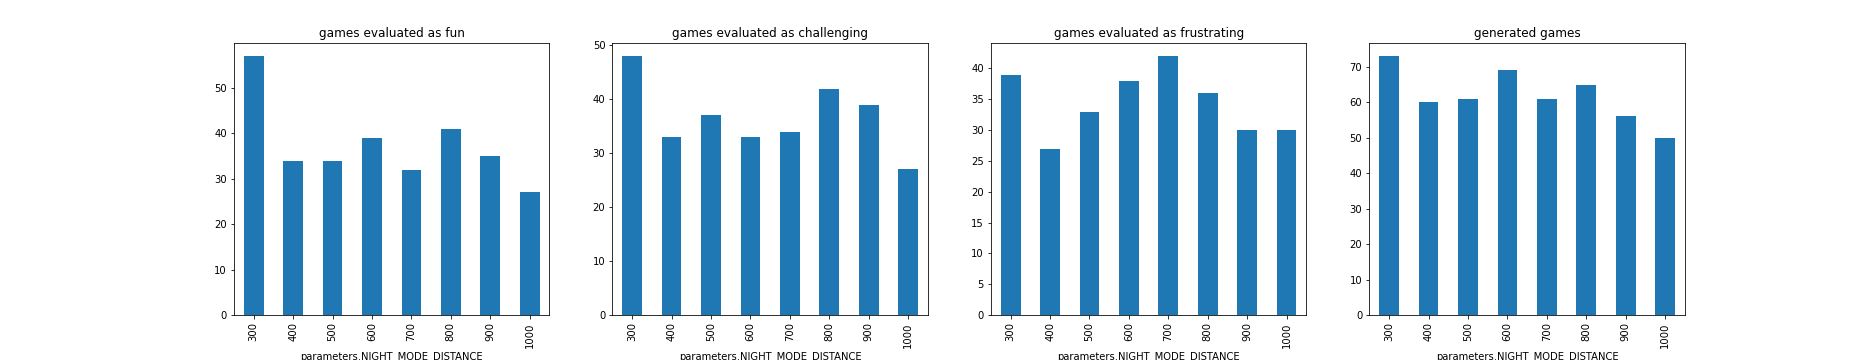 games evaluated as fun
50
40
30
20
10
0
300 400 500 600 700 800 900 1000
parameters.NIGHT_MODE_DISTANCE
games evaluated as challenging
50
40
30
20
10
0
300 400 500 600 700 800 900 1000
parameters.NIGHT_MODE_DISTANCE
games evaluated as frustrating
40
35
30
25
20
15
10
5
0
300 400 500 600 700 800 900 1000
parameters.NIGHT_MODE_DISTANCE
generated games
70
60
50
40
30
20
10
0
300 400 500 600 700 800 900 1000
parameters.NIGHT_MODE_DISTANCE